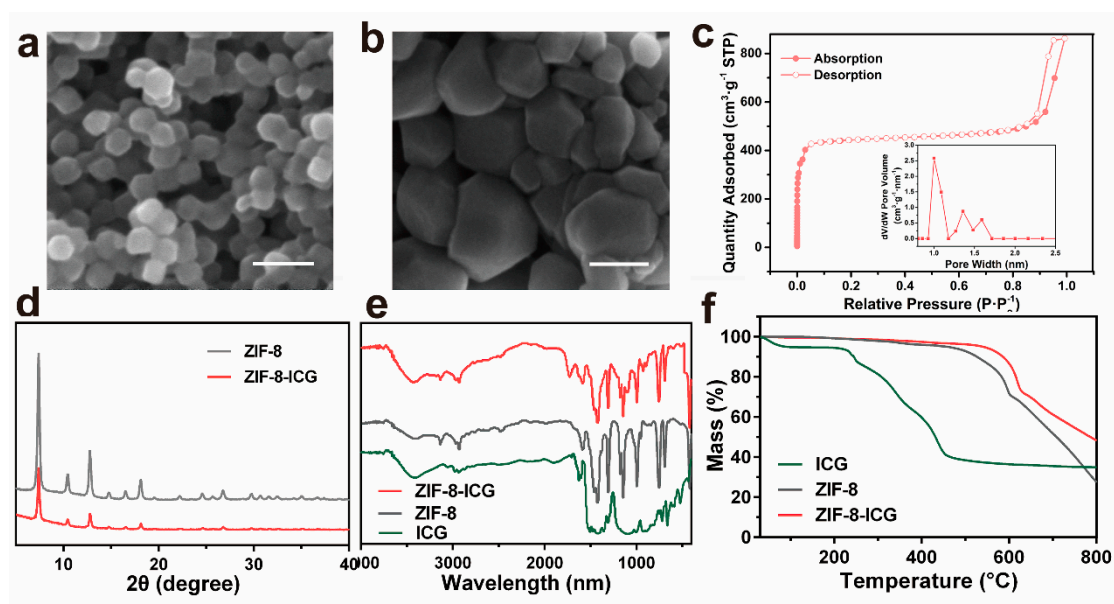 a
b
c
Quantity Adsorbed (cm³·g⁻¹ STP)
800
600
400
200
0
Absorption
Desorption
dV/dW Pore Volume
(cm³·g⁻¹·nm⁻¹)
3.0
2.5
2.0
1.5
1.0
0.5
0.0
1.0 1.5 2.0 2.5
Pore Width (nm)
0.0 0.2 0.4 0.6 0.8 1.0
Relative Pressure (P·P
d
ZIF-8
ZIF-8-ICG
10 20 30 40
2θ (degree)
e
ZIF-8-ICG
ZIF-8
ICG
3000 2000 1000
Wavelength (nm)
f
Mass (%)
100
80
60
40
20
0
ICG
ZIF-8
ZIF-8-ICG
200 400 600 800
Temperature (°C)